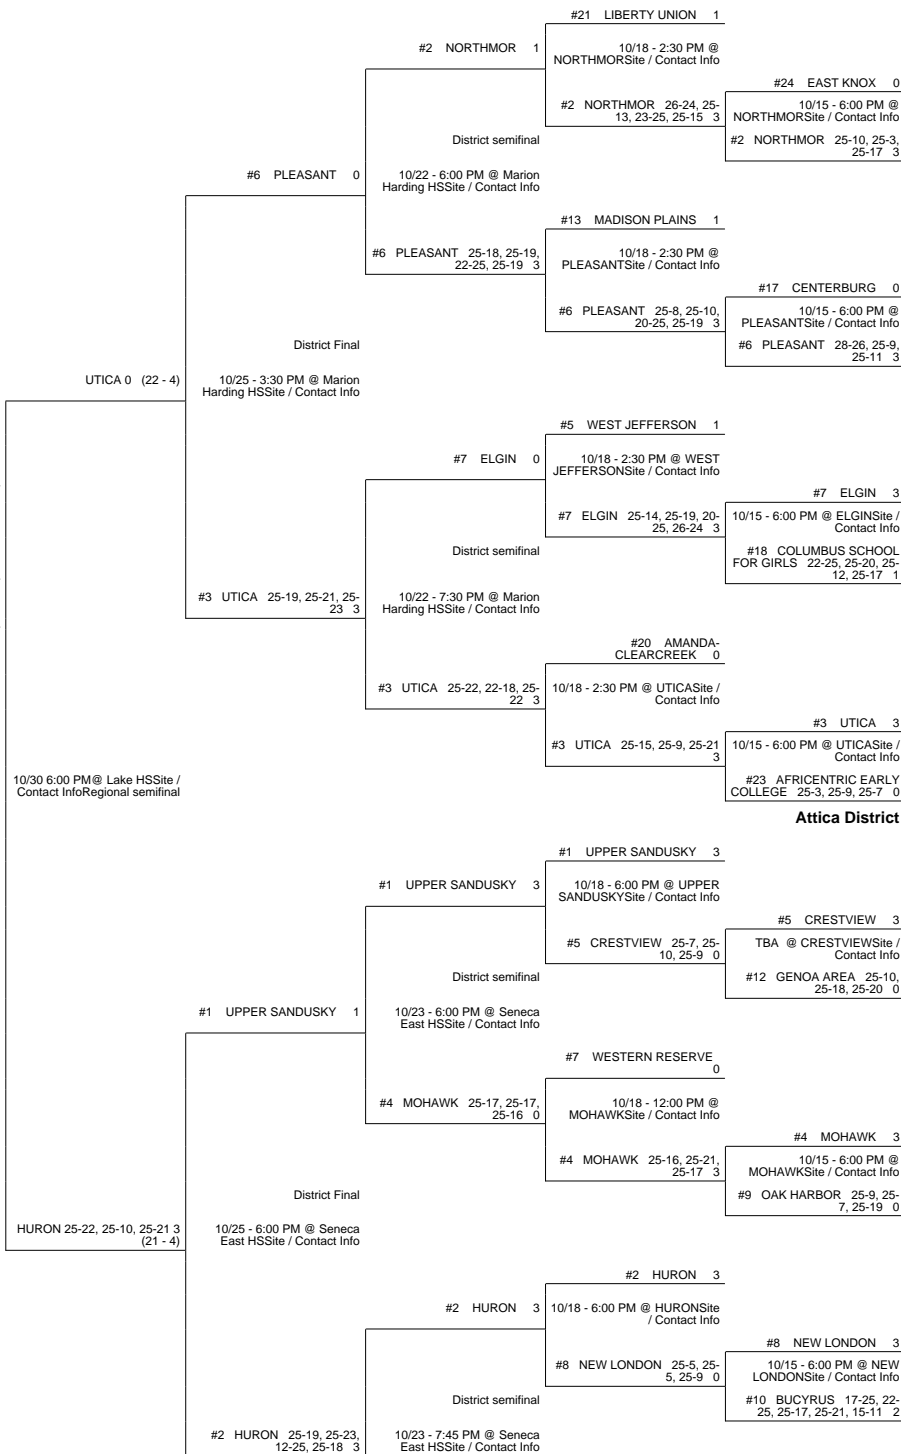 #21 LIBERTY UNION 1
#2 NORTHMOR 1
10/18 - 2:30 PM @
NORTHMORSite / Contact Info
#24 EAST KNOX 0
#2 NORTHMOR 26-24, 25-
13, 23-25, 25-15 3
10/15 - 6:00 PM @
NORTHMORSite / Contact Info
District semifinal
#2 NORTHMOR 25-10, 25-3,
25-17 3
#6 PLEASANT 0
10/22 - 6:00 PM @ Marion
Harding HSSite / Contact Info
#13 MADISON PLAINS 1
#6 PLEASANT 25-18, 25-19,
22-25, 25-19 3
10/18 - 2:30 PM @
PLEASANTSite / Contact Info
#17 CENTERBURG 0
#6 PLEASANT 25-8, 25-10,
20-25, 25-19 3
10/15 - 6:00 PM @
PLEASANTSite / Contact Info
District Final
#6 PLEASANT 28-26, 25-9,
25-11 3
UTICA 0 (22 - 4)
10/25 - 3:30 PM @ Marion
Harding HSSite / Contact Info
#5 WEST JEFFERSON 1
#7 ELGIN 0
10/18 - 2:30 PM @ WEST
JEFFERSONSite / Contact Info
#7 ELGIN 3
#7 ELGIN 25-14, 25-19, 20-
25, 26-24 3
10/15 - 6:00 PM @ ELGINSite /
Contact Info
District semifinal
#18 COLUMBUS SCHOOL
FOR GIRLS 22-25, 25-20, 25-
12, 25-17 1
#3 UTICA 25-19, 25-21, 25-
23 3
10/22 - 7:30 PM @ Marion
Harding HSSite / Contact Info
#20 AMANDA-
CLEARCREEK 0
#3 UTICA 25-22, 22-18, 25-
22 3
10/18 - 2:30 PM @ UTICASite /
Contact Info
#3 UTICA 3
#3 UTICA 25-15, 25-9, 25-21
3
10/15 - 6:00 PM @ UTICASite /
Contact Info
10/30 6:00 PM@ Lake HSSite /
Contact InfoRegional semifinal
#23 AFRICENTRIC EARLY
COLLEGE 25-3, 25-9, 25-7 0
Attica District
#1 UPPER SANDUSKY 3
#1 UPPER SANDUSKY 3
10/18 - 6:00 PM @ UPPER
SANDUSKYSite / Contact Info
#5 CRESTVIEW 3
#5 CRESTVIEW 25-7, 25-
10, 25-9 0
TBA @ CRESTVIEWSite /
Contact Info
District semifinal
#12 GENOA AREA 25-10,
25-18, 25-20 0
#1 UPPER SANDUSKY 1
10/23 - 6:00 PM @ Seneca
East HSSite / Contact Info
#7 WESTERN RESERVE
0
#4 MOHAWK 25-17, 25-17,
25-16 0
10/18 - 12:00 PM @
MOHAWKSite / Contact Info
#4 MOHAWK 3
#4 MOHAWK 25-16, 25-21,
25-17 3
10/15 - 6:00 PM @
MOHAWKSite / Contact Info
District Final
#9 OAK HARBOR 25-9, 25-
7, 25-19 0
HURON 25-22, 25-10, 25-21 3
(21 - 4)
10/25 - 6:00 PM @ Seneca
East HSSite / Contact Info
#2 HURON 3
#2 HURON 3
10/18 - 6:00 PM @ HURONSite
/ Contact Info
#8 NEW LONDON 3
#8 NEW LONDON 25-5, 25-
5, 25-9 0
10/15 - 6:00 PM @ NEW
LONDONSite / Contact Info
District semifinal
#10 BUCYRUS 17-25, 22-
25, 25-17, 25-21, 15-11 2
#2 HURON 25-19, 25-23,
12-25, 25-18 3
10/23 - 7:45 PM @ Seneca
East HSSite / Contact Info